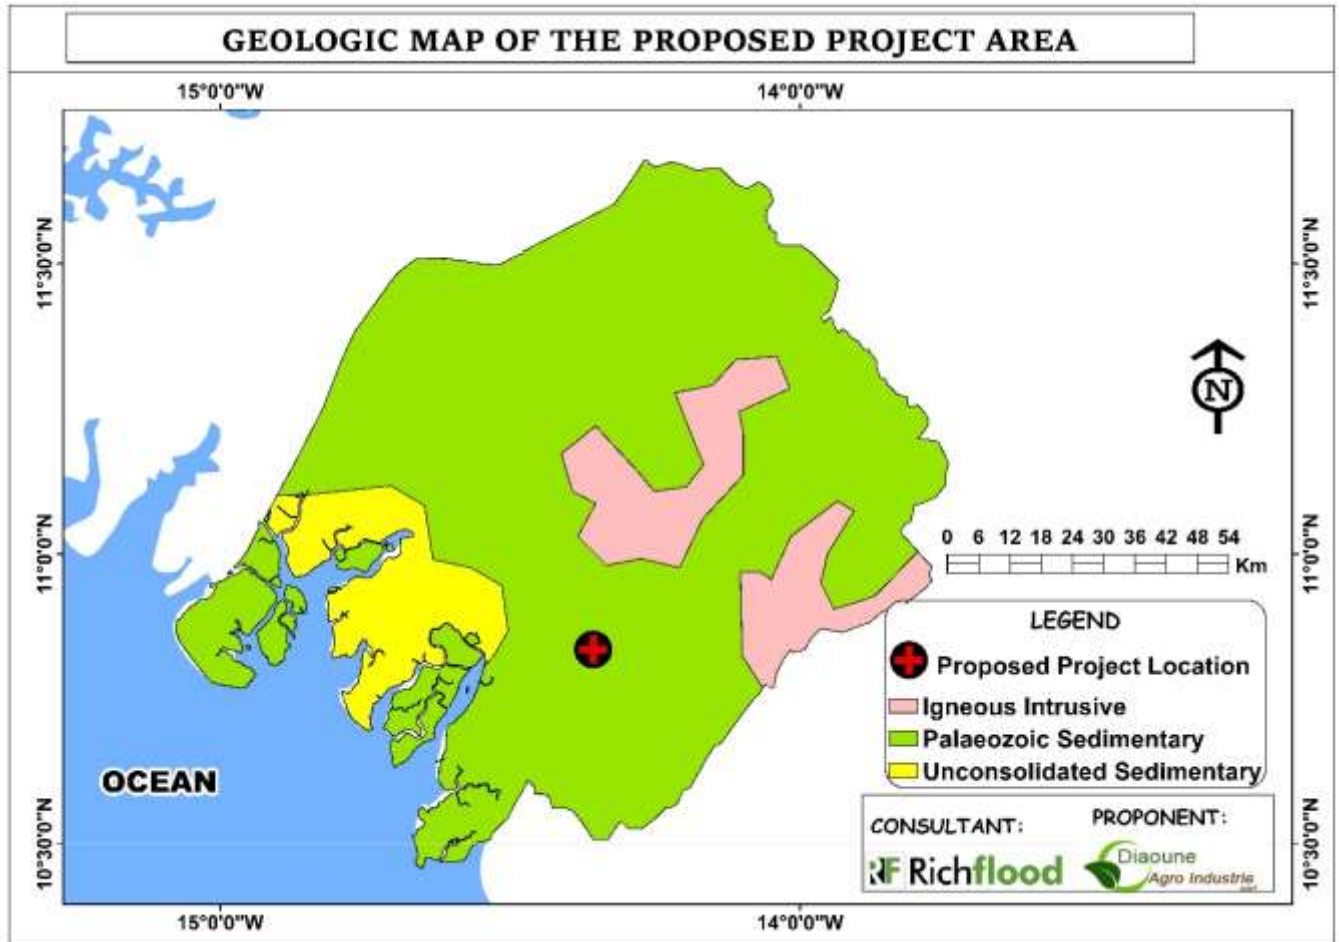 GEOLOGIC MAP OF THE PROPOSED PROJECT AREA
15°0'0"W
14°0'0"W
11°30'0"N
11°30'0"N
N
11°0'0"N
11°0'0"N
0 6 12 18 24 30 36 42 48 54
Km
LEGEND
Proposed Project Location
Igneous Intrusive
Palaeozoic Sedimentary
Unconsolidated Sedimentary
OCEAN
10°30'0"N
10°30'0"N
CONSULTANT:
PROPONENT:
RF Richflood
Diaoune
Agro Industrie
15°0'0"W
14°0'0"W